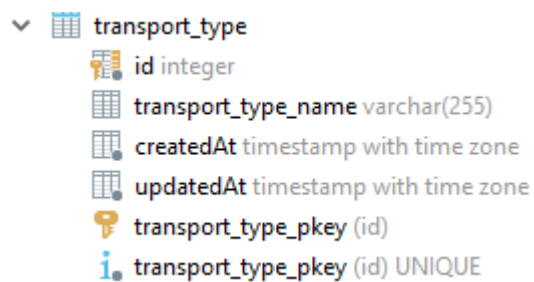 transport_type
id integer
transport_type_name varchar(255)
createdAt timestamp with time zone
updatedAt timestamp with time zone
transport_type_pkey (id)
transport_type_pkey (id) UNIQUE